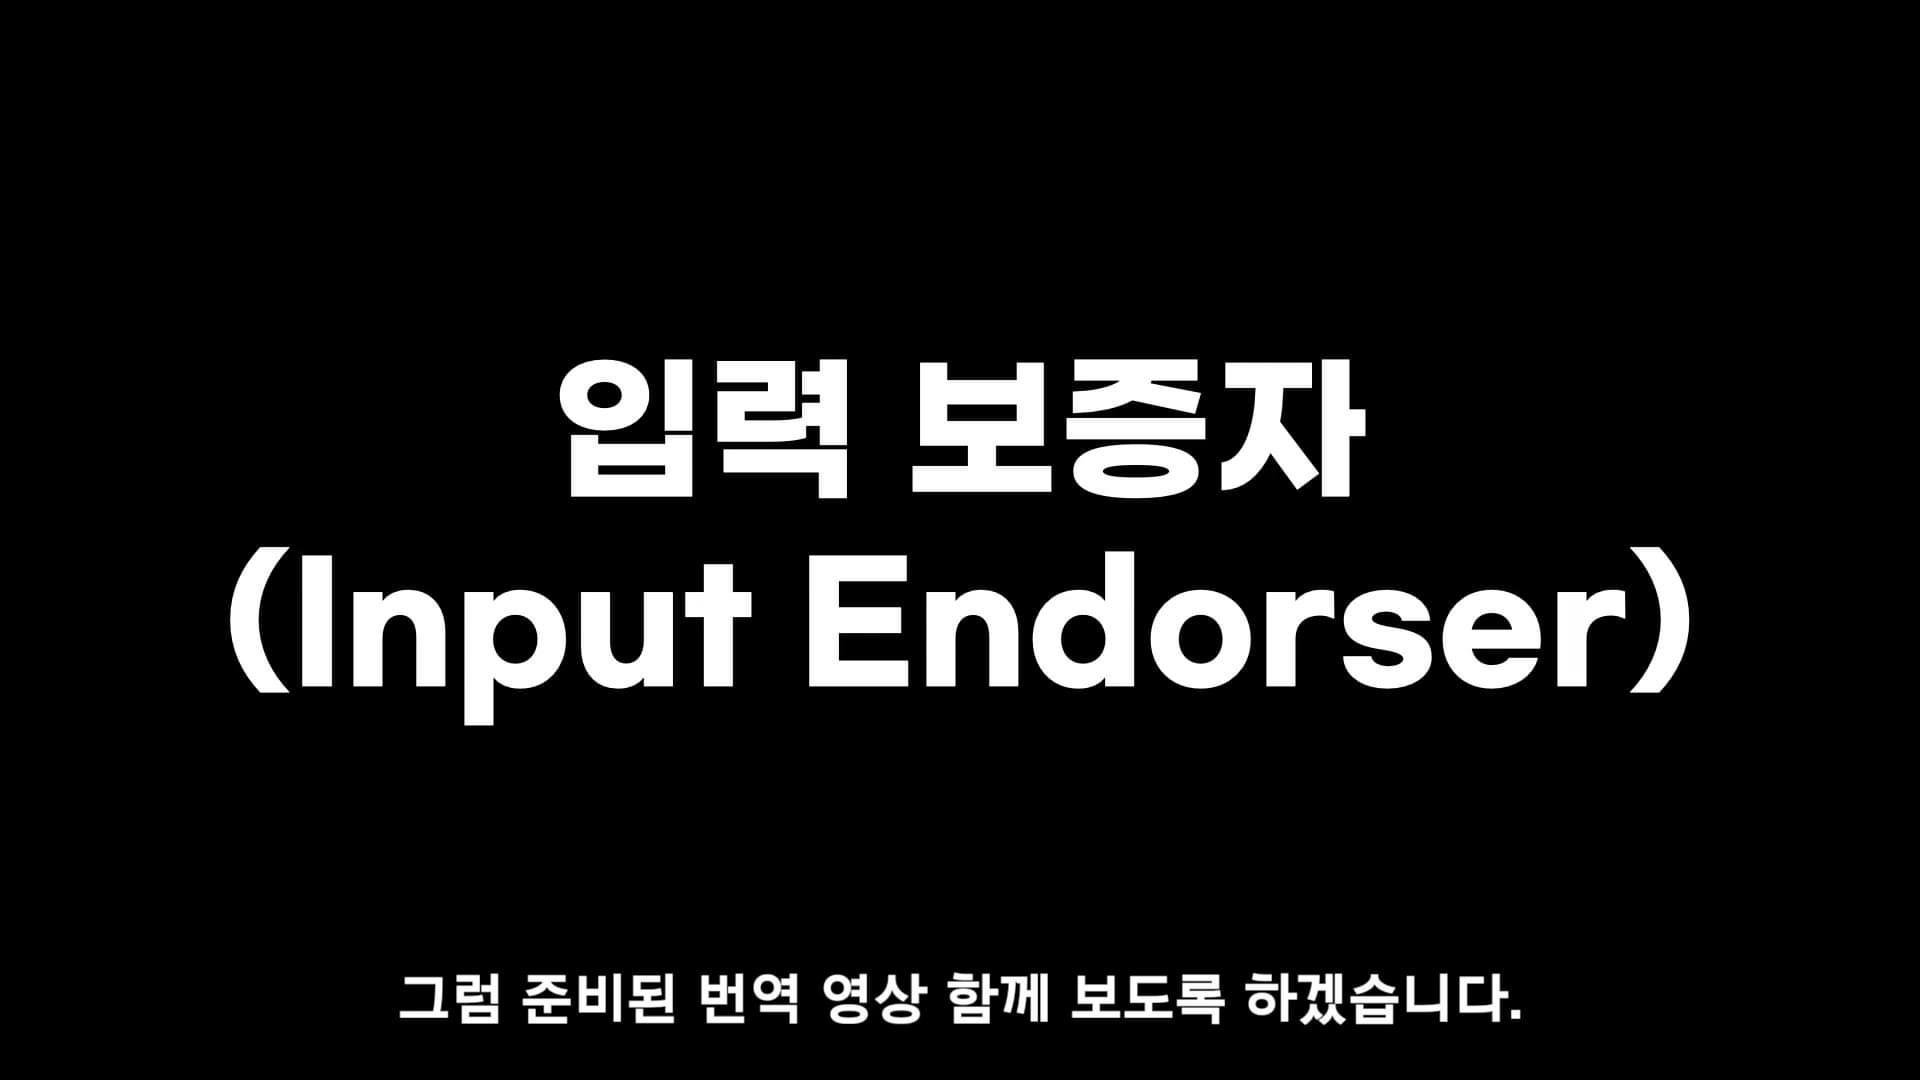 입력 보증자
(Input Endorser)
그럼 준비된 번역 영상 함께 보도록 하겠습니다.